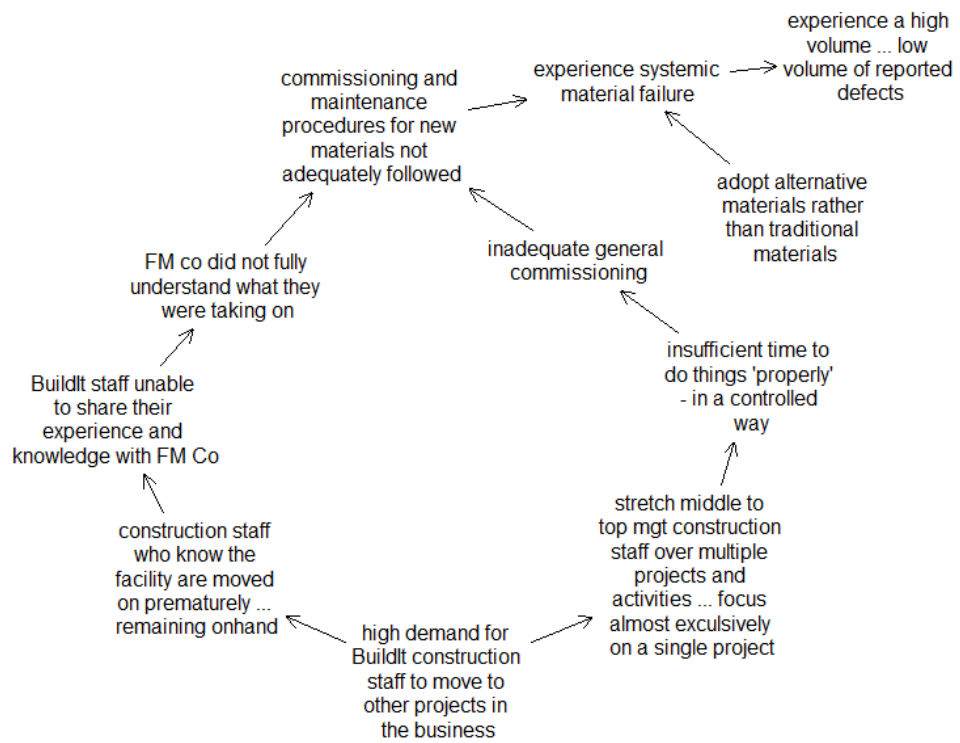 experience a high
volume ... low
volume of reported
defects
experience systemic
material failure
commissioning and
maintenance
procedures for new
materials not
adequately followed
adopt alternative
materials rather
than traditional
materials
inadequate general
commissioning
FM co did not fully
understand what they
were taking on
insufficient time to
do things 'properly'
- in a controlled
way
BuildIt staff unable
to share their
experience and
knowledge with FM Co
stretch middle to
top mgt construction
staff over multiple
projects and
activities ... focus
almost exculsively
on a single project
construction staff
who know the
facility are moved
on prematurely ...
remaining onhand
high demand for
BuildIt construction
staff to move to
other projects in
the business